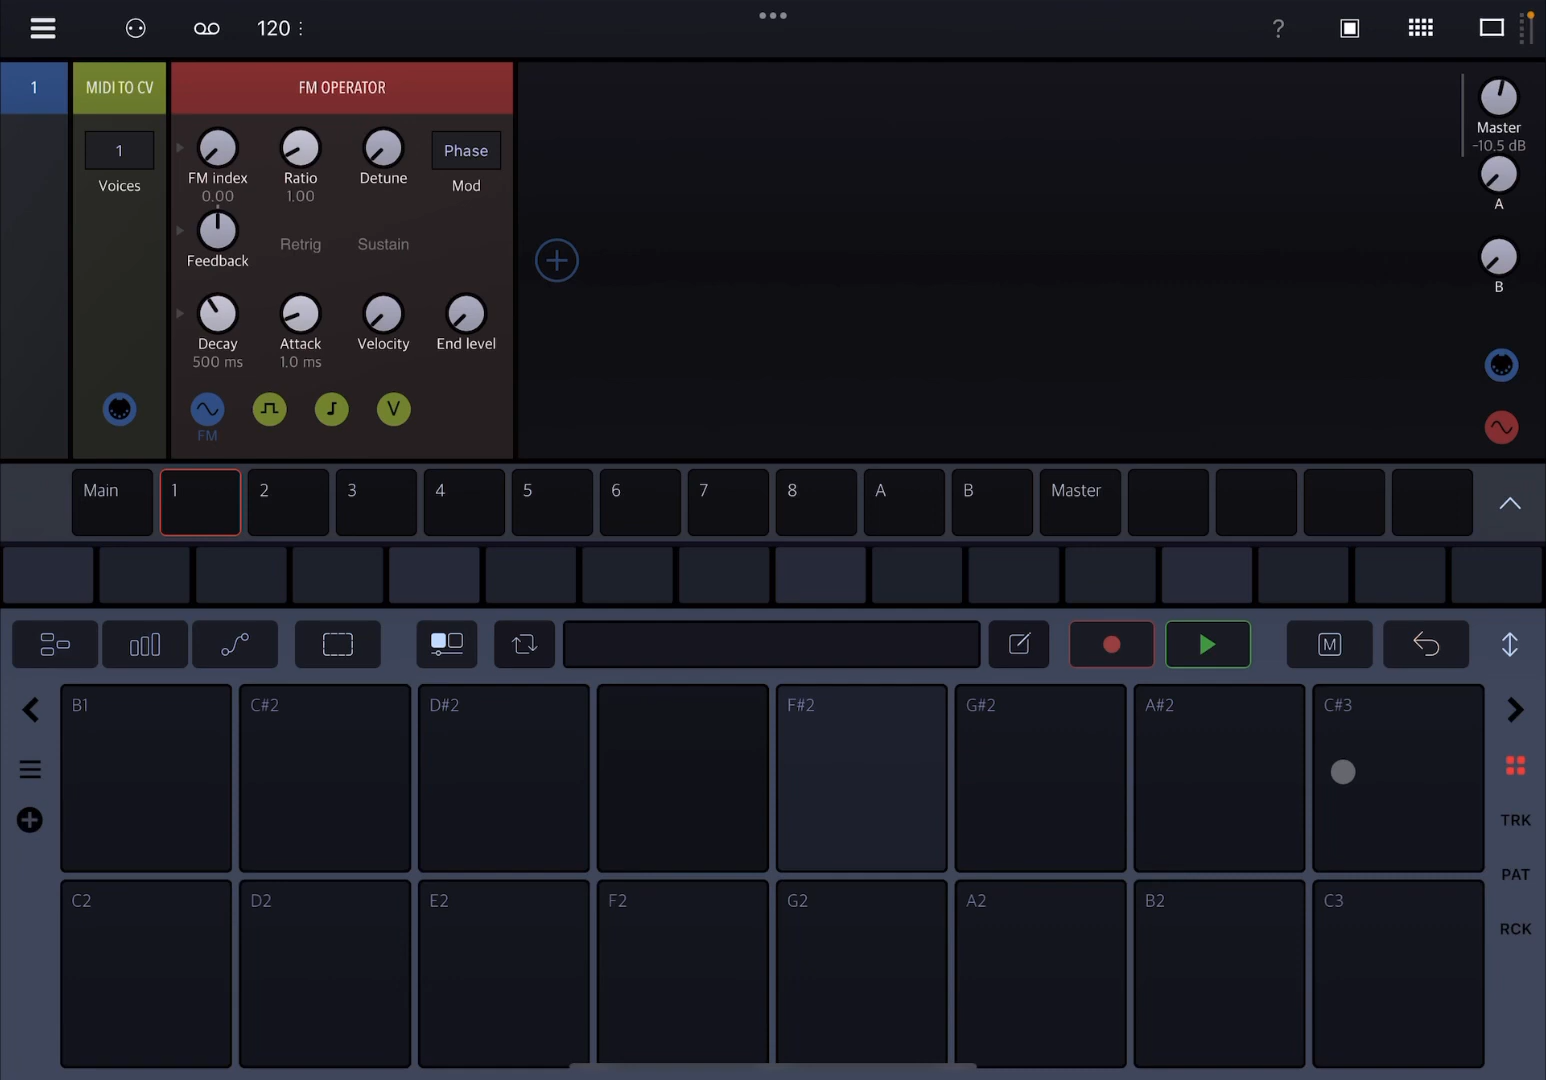 120
?
1
MIDI TO CV
FM OPERATOR
1
Voices
FM index
0.00
Ratio
1.00
Detune
Phase
Mod
Feedback
Retrig
Sustain
Decay
500 ms
Attack
1.0 ms
Velocity
End level
V
FM
Master
-10.5 dB
A
B
Main
1
2
3
4
5
6
7
8
A
B
Master
M
B1
C#2
D#2
F#2
G#2
A#2
C#3
C2
D2
E2
F2
G2
A2
B2
C3
TRK
PAT
RCK